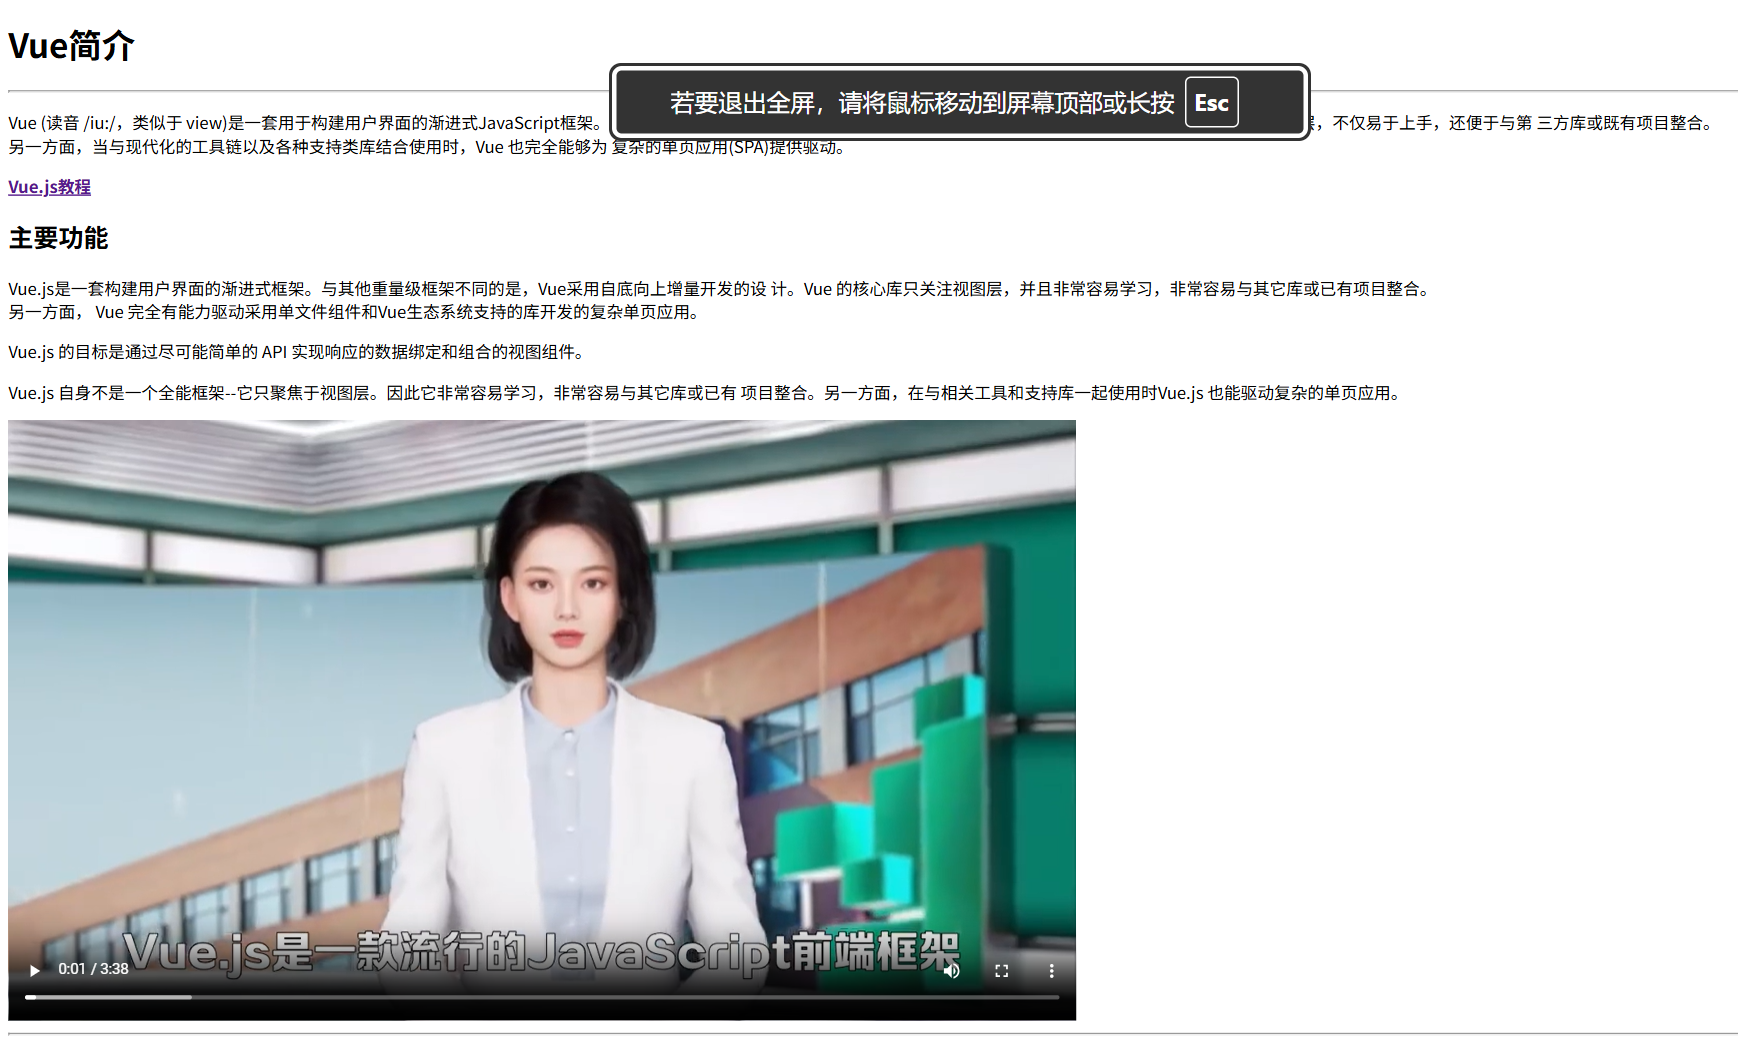 Vue简介
若要退出全屏，请将鼠标移动到屏幕顶部或长按 Esc
Vue (读音 /iu:/，类似于 view)是一套用于构建用户界面的渐进式JavaScript框架。 ，不仅易于上手，还便于与第 三方库或既有项目整合。
另一方面，当与现代化的工具链以及各种支持类库结合使用时，Vue 也完全能够为 复杂的单页应用(SPA)提供驱动。
Vue.js教程
主要功能
Vue.js是一套构建用户界面的渐进式框架。与其他重量级框架不同的是，Vue采用自底向上增量开发的设 计。Vue 的核心库只关注视图层，并且非常容易学习，非常容易与其它库或已有项目整合。
另一方面， Vue 完全有能力驱动采用单文件组件和Vue生态系统支持的库开发的复杂单页应用。
Vue.js 的目标是通过尽可能简单的 API 实现响应的数据绑定和组合的视图组件。
Vue.js 自身不是一个全能框架--它只聚焦于视图层。因此它非常容易学习，非常容易与其它库或已有 项目整合。另一方面，在与相关工具和支持库一起使用时Vue.js 也能驱动复杂的单页应用。
Vue.js是一款流行的JavaScript前端框架
0:01 / 3:38